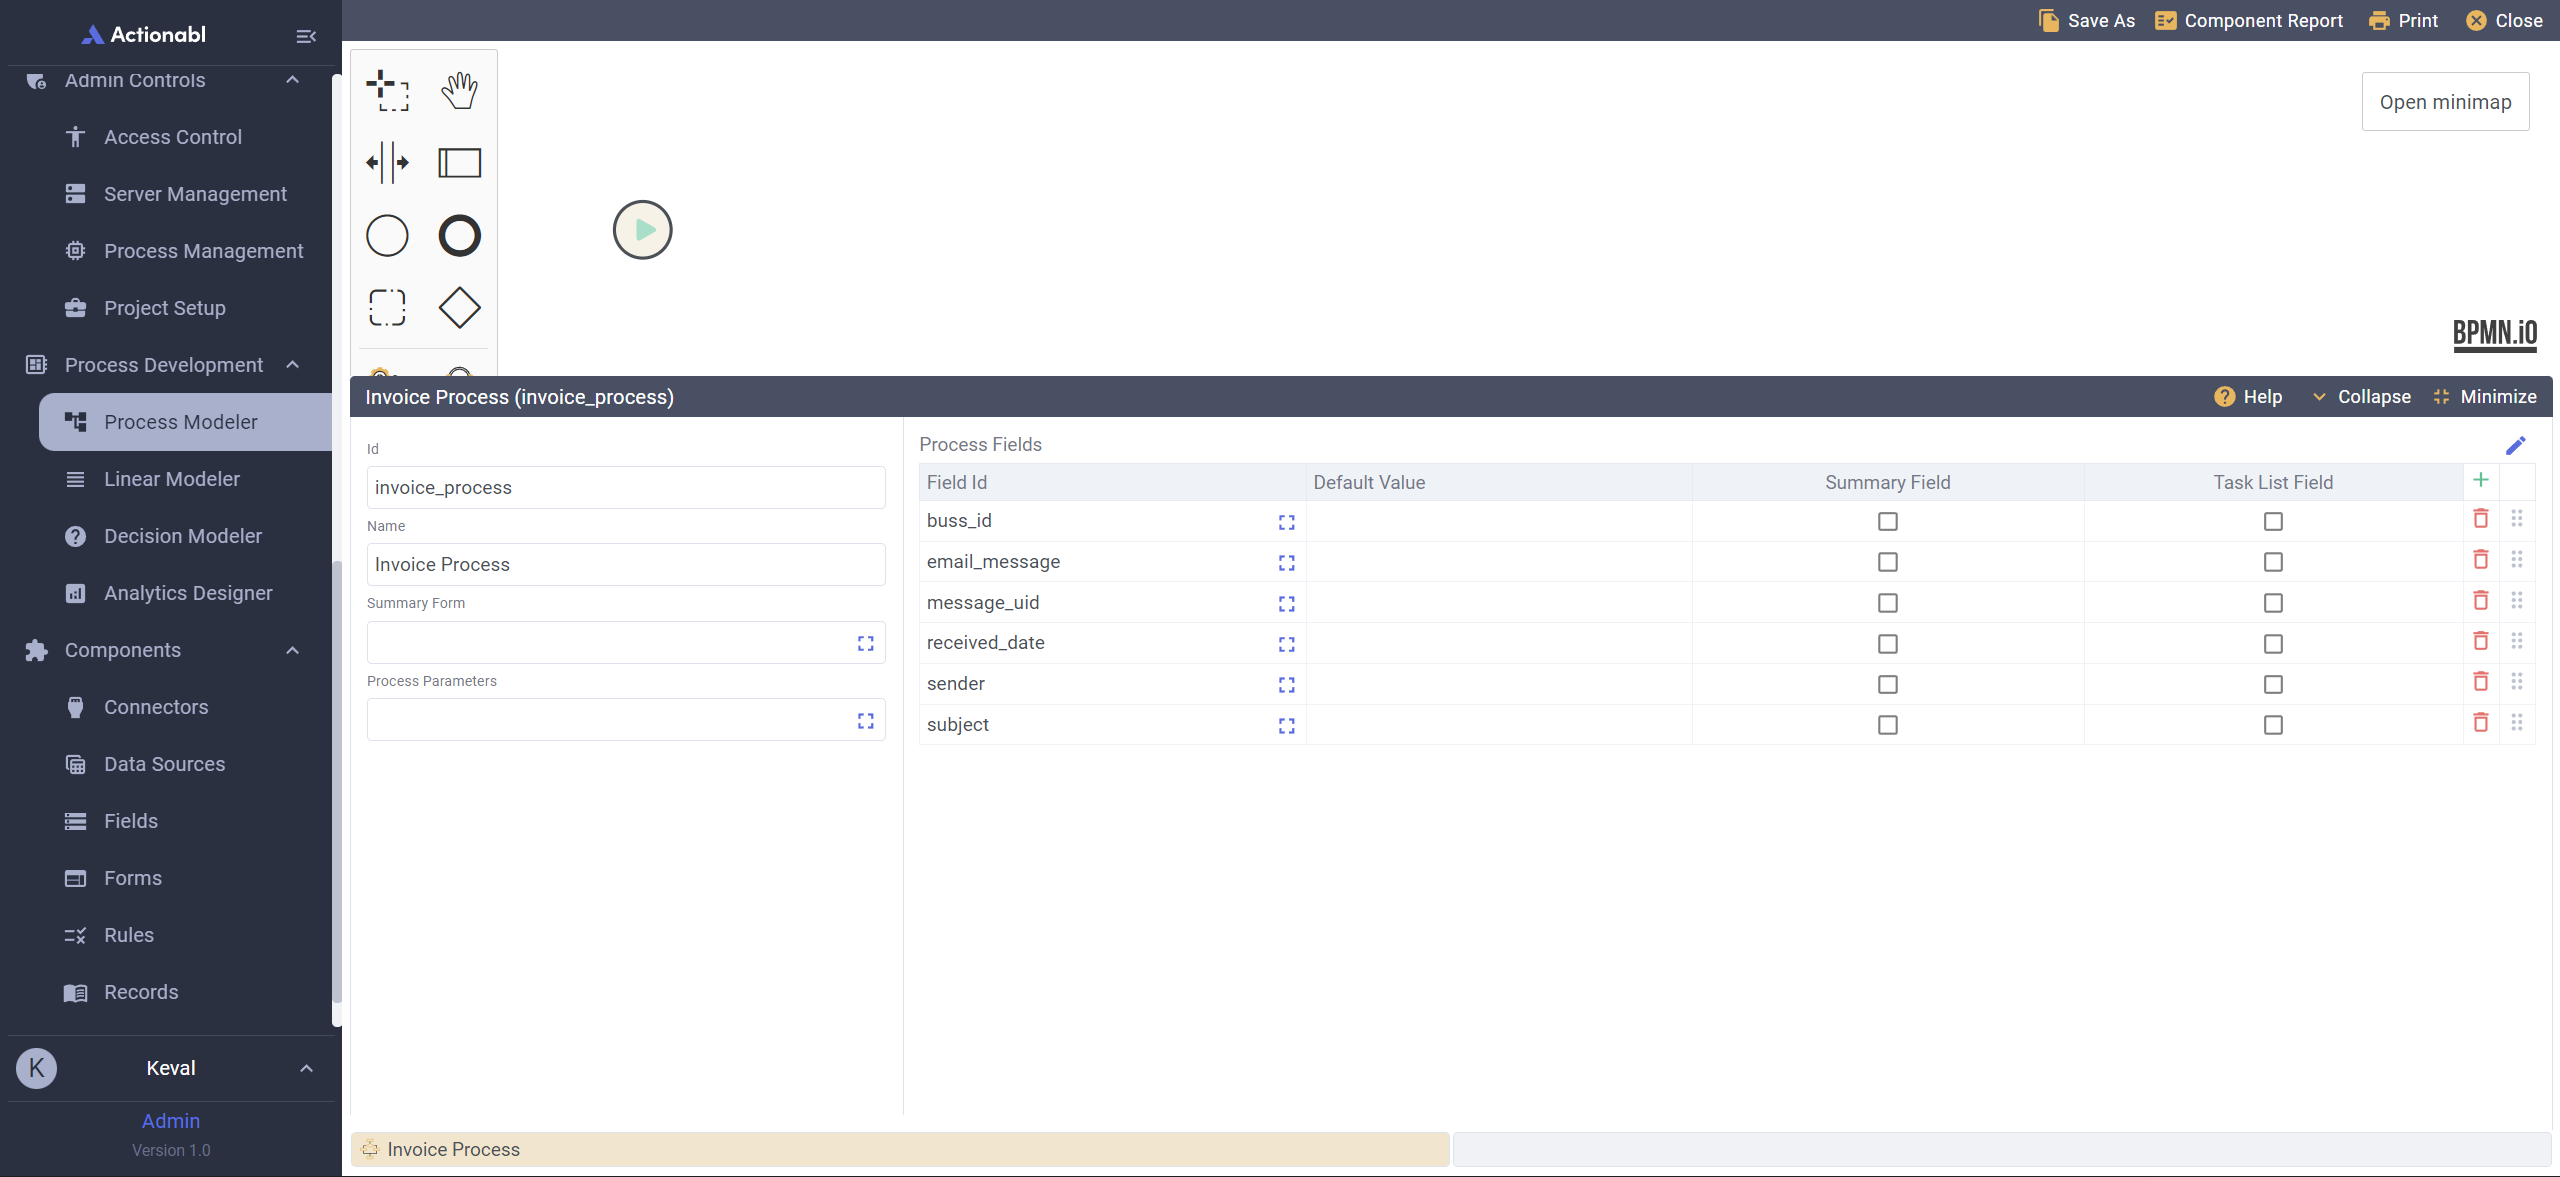 Actionabl
Admin Controls
Access Control
Server Management
Process Management
Project Setup
Process Development
Process Modeler
Linear Modeler
Decision Modeler
Analytics Designer
Components
Connectors
Data Sources
Fields
Forms
Rules
Records
K
Keval
Admin
Version 1.0
Save As Component Report Print Close
Open minimap
BPMN.iO
Invoice Process (invoice_process)
Help Collapse Minimize
Id
invoice_process
Name
Invoice Process
Summary Form
Process Parameters
Process Fields
Field Id Default Value Summary Field Task List Field
buss_id
email_message
message_uid
received_date
sender
subject
Invoice Process